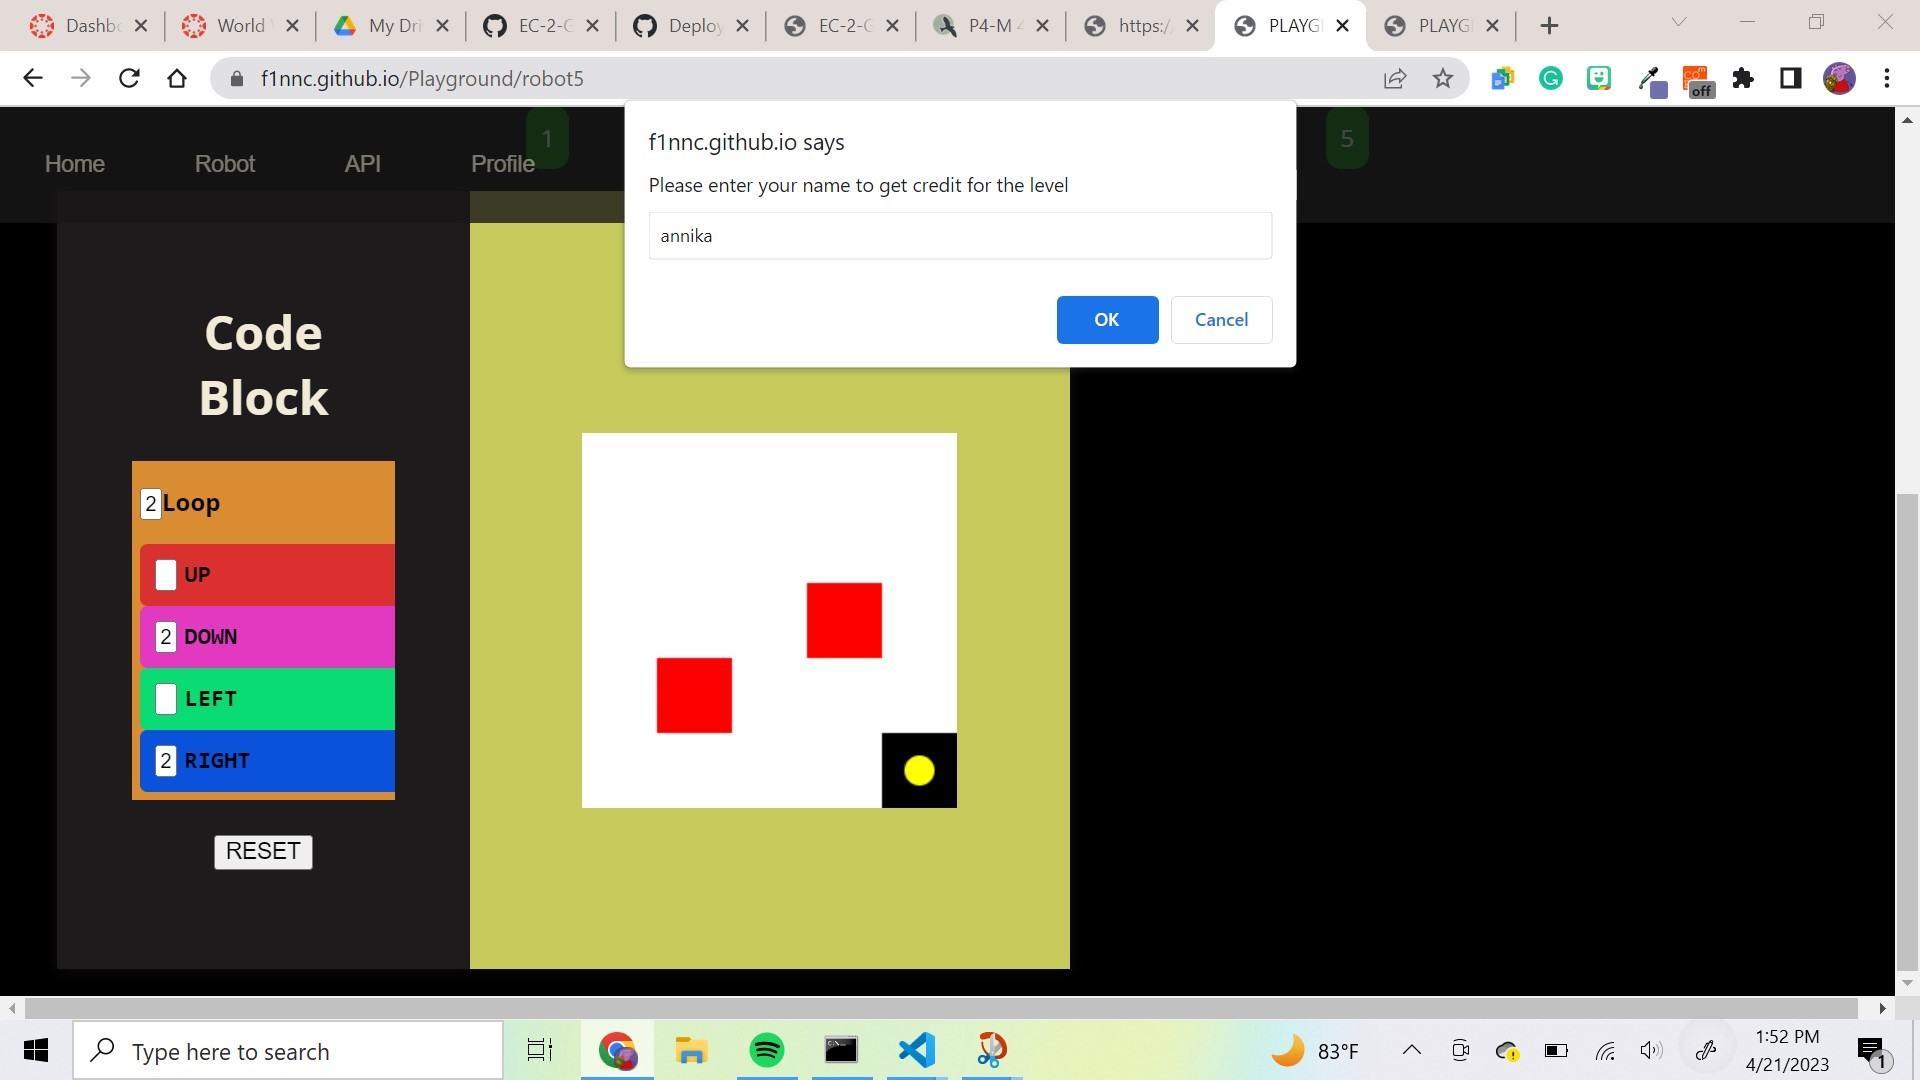 Dashb
World
My Dri
EC-2-G
Deploy
EC-2-G
P4-M 4
https:/
PLAYG
PLAYG
f1nnc.github.io/Playground/robot5
off
Home
Robot
API
Profile
1
5
f1nnc.github.io says
Please enter your name to get credit for the level
annika
OK
Cancel
Code
Block
2 Loop
UP
2 DOWN
LEFT
2 RIGHT
RESET
Type here to search
83°F
1:52 PM
4/21/2023
1